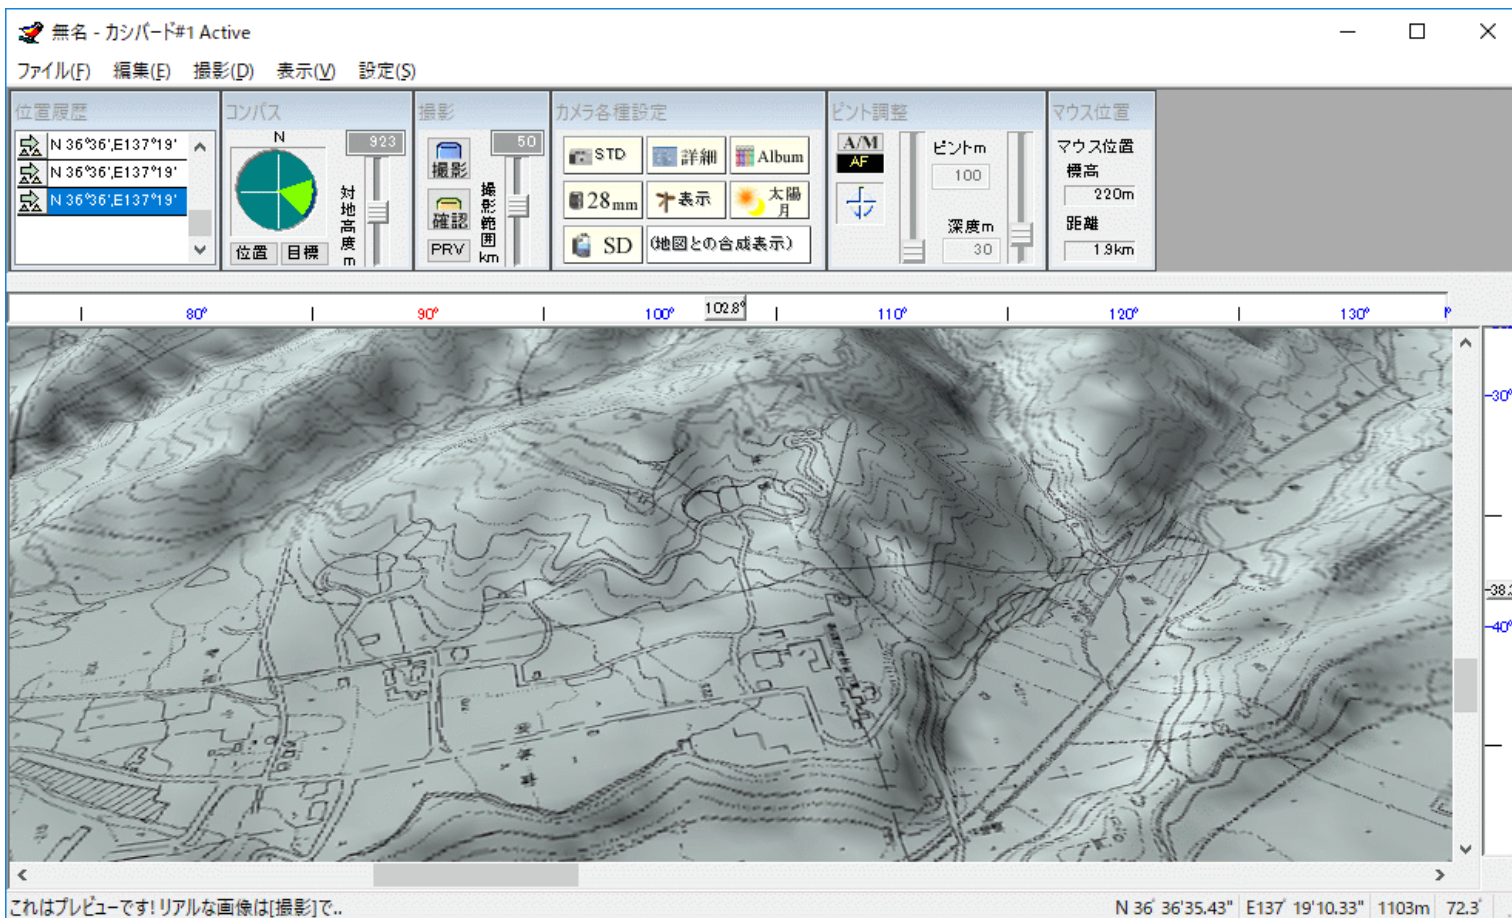 無名 - カシバード#1 Active
ファイル(F) 編集(E) 撮影(D) 表示(V) 設定(S)
位置履歴
N 36°36',E137°19'
N 36°36',E137°19'
N 36°36',E137°19'
コンパス
N
923
対地高度m
位置 目標
撮影
50
撮影
確認
PRV
撮影範囲km
カメラ各種設定
STD 詳細 Album
28mm 表示 太陽月
SD (地図との合成表示)
ピント調整
A/M
AF
ピントm
100
深度m
30
マウス位置
マウス位置
標高
220m
距離
1.9km
80° 90° 100° 102.8° 110° 120° 130°
-30°
-40°
これはプレビューです!リアルな画像は[撮影]で..
N 36゜36'35.43" E137゜19'10.33" 1103m 72.3゜